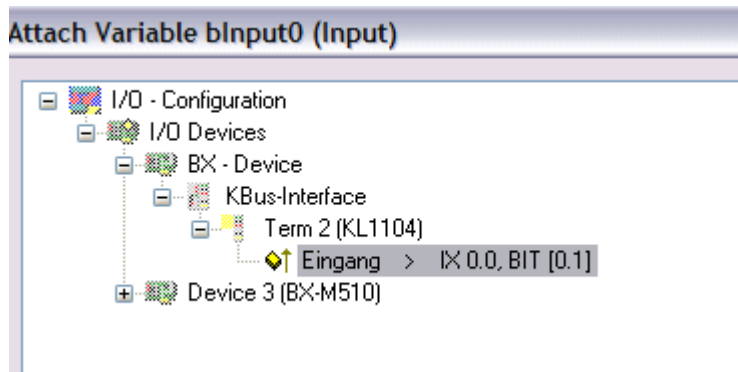 Attach Variable bInput0 (Input)
I/O - Configuration
I/O Devices
BX - Device
KBus-Interface
Term 2 (KL1104)
Eingang > IX 0.0, BIT [0.1]
Device 3 (BX-M510)